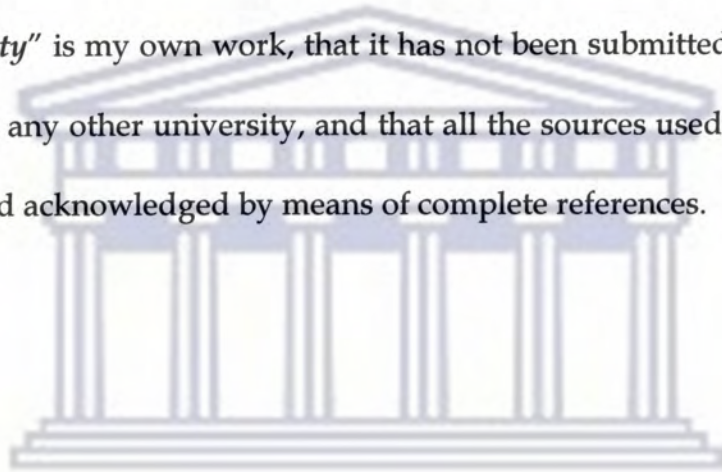 ty" is my own work, that it has not been submitted
any other university, and that all the sources used
d acknowledged by means of complete references.